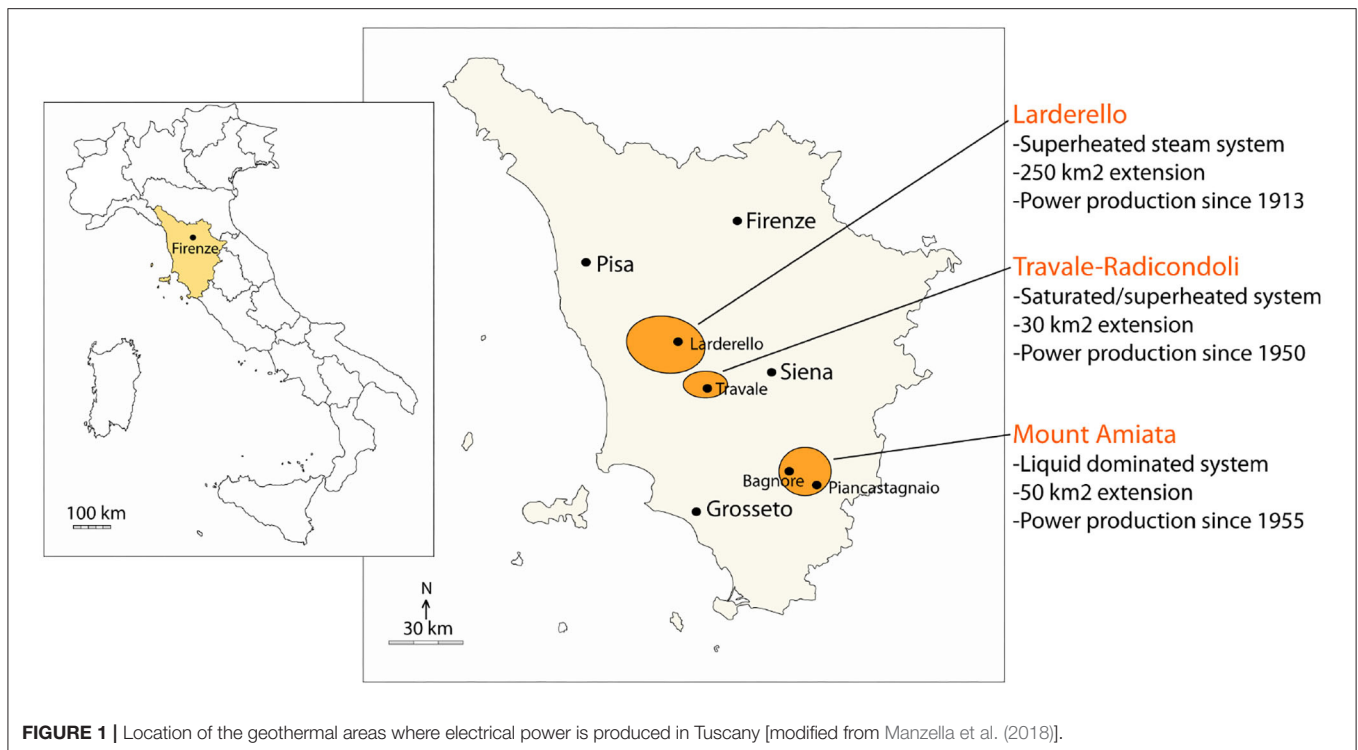 Firenze
100 km
Firenze
Pisa
Larderello
Travale
Siena
Bagnore
Piancastagnaio
Grosseto
N
30 km
Larderello
-Superheated steam system
-250 km2 extension
-Power production since 1913
Travale-Radicondoli
-Saturated/superheated system
-30 km2 extension
-Power production since 1950
Mount Amiata
-Liquid dominated system
-50 km2 extension
-Power production since 1955
FIGURE 1 | Location of the geothermal areas where electrical power is produced in Tuscany [modified from Manzella et al. (2018)].